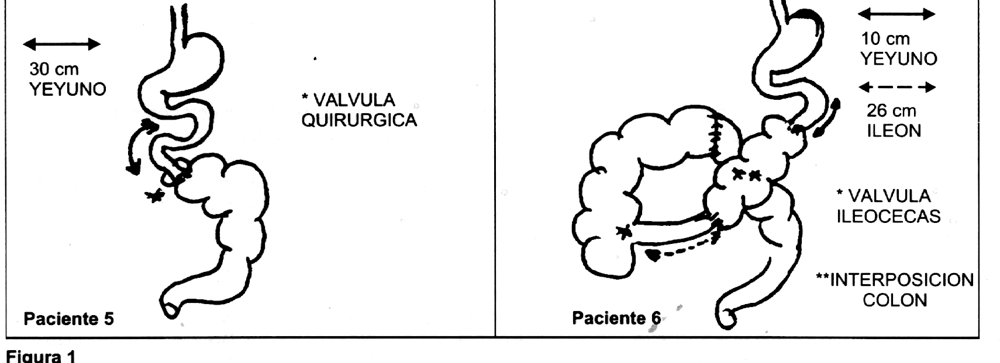 30 cm
YEYUNO
* VALVULA
QUIRURGICA
Paciente 5
10 cm
YEYUNO
26 cm
ILEON
* VALVULA
ILEOCECAS
**INTERPOSICION
COLON
Paciente 6
Figura 1